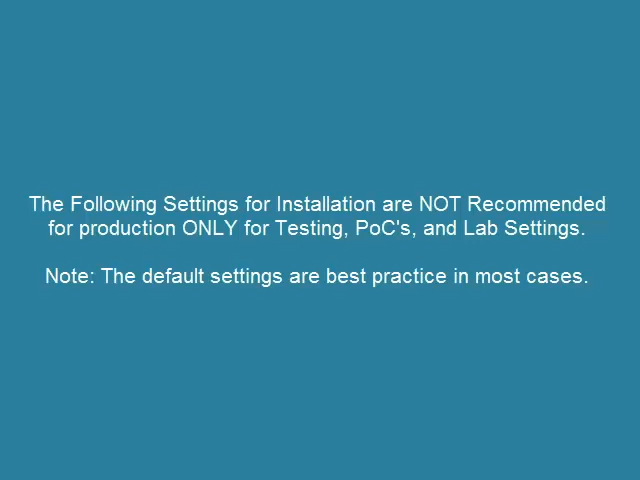 The Following Settings for Installation are NOT Recommended
for production ONLY for Testing, PoC's, and Lab Settings.
Note: The default settings are best practice in most cases.